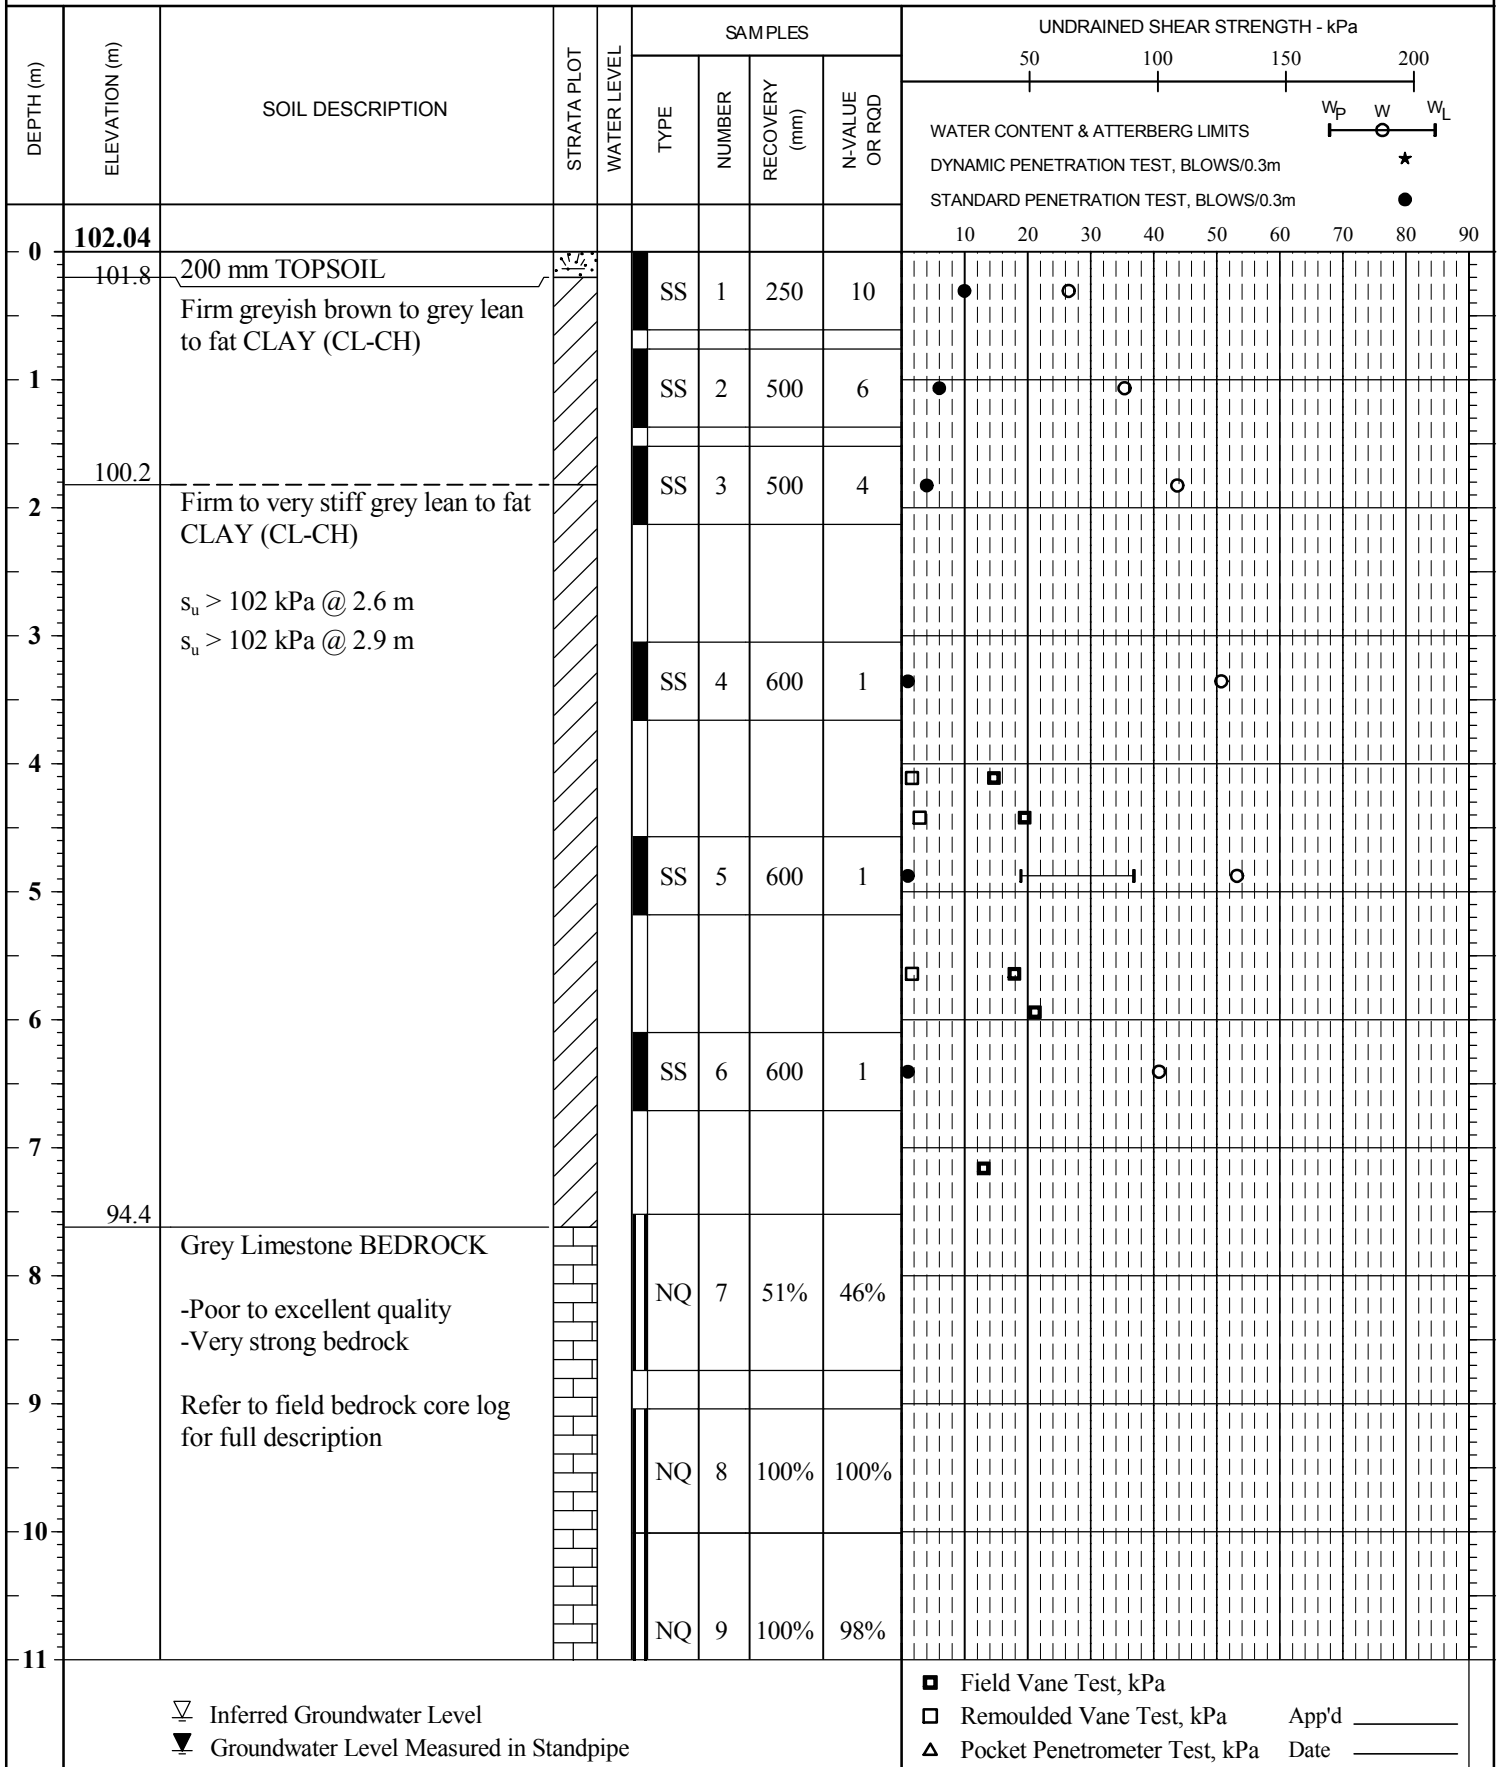 DEPTH (m)
ELEVATION (m)
SOIL DESCRIPTION
STRATA PLOT
WATER LEVEL
SAMPLES
TYPE
NUMBER
RECOVERY (mm)
N-VALUE OR RQD
UNDRAINED SHEAR STRENGTH - kPa
50 100 150 200
WATER CONTENT & ATTERBERG LIMITS
W_P W W_L
DYNAMIC PENETRATION TEST, BLOWS/0.3m ★
STANDARD PENETRATION TEST, BLOWS/0.3m ●
10 20 30 40 50 60 70 80 90
0 102.04
101.8 200 mm TOPSOIL
SS 1 250 10
Firm greyish brown to grey lean
to fat CLAY (CL-CH)
1
SS 2 500 6
100.2
SS 3 500 4
Firm to very stiff grey lean to fat
2
CLAY (CL-CH)
s_u > 102 kPa @ 2.6 m
3
s_u > 102 kPa @ 2.9 m
SS 4 600 1
4
SS 5 600 1
5
6
SS 6 600 1
7
94.4
Grey Limestone BEDROCK
8
NQ 7 51% 46%
-Poor to excellent quality
-Very strong bedrock
9
Refer to field bedrock core log
for full description
NQ 8 100% 100%
10
NQ 9 100% 98%
11
Inferred Groundwater Level
Groundwater Level Measured in Standpipe
Field Vane Test, kPa
Remoulded Vane Test, kPa App'd
Pocket Penetrometer Test, kPa Date